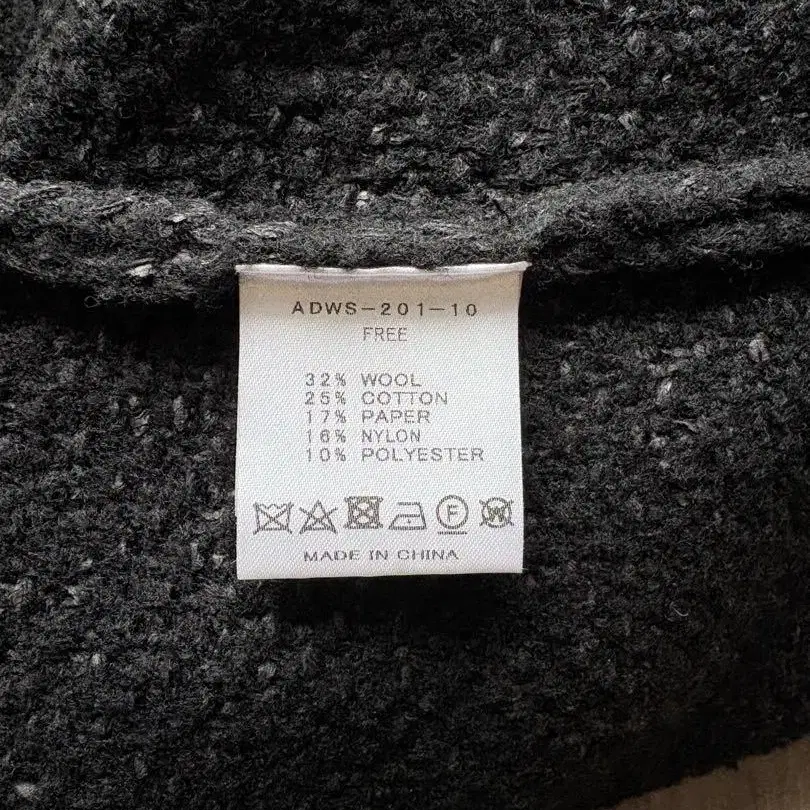 ADWS-201-10
FREE
32% WOOL
25% COTTON
17% PAPER
16% NYLON
10% POLYESTER
F W
MADE IN CHINA